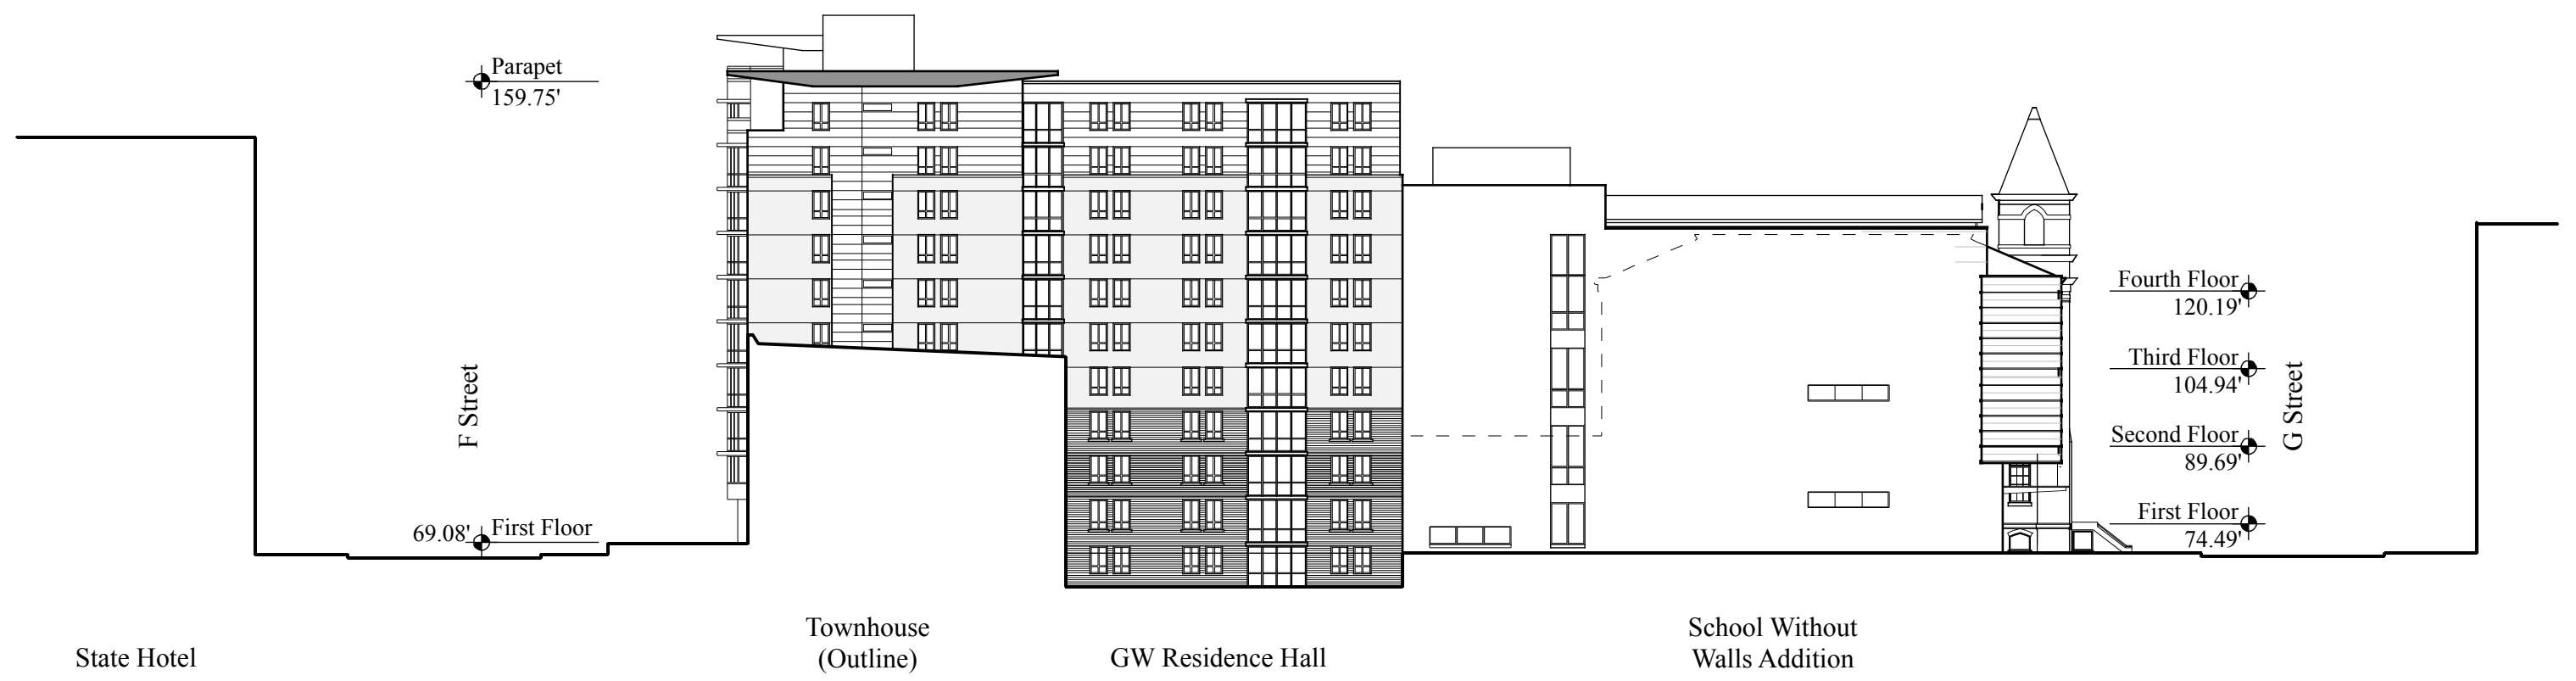 Parapet
159.75'
F Street
69.08' First Floor
Fourth Floor
120.19'
Third Floor
104.94'
Second Floor
89.69'
First Floor
74.49'
G Street
State Hotel
Townhouse
(Outline)
GW Residence Hall
School Without
Walls Addition